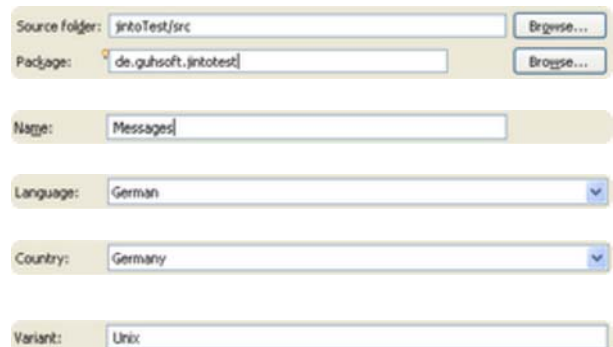 Source folder: jintoTest/src Browse...
Package: de.guhsoft.jintotest Browse...
Name: Messages
Language: German
Country: Germany
Variant: Unix